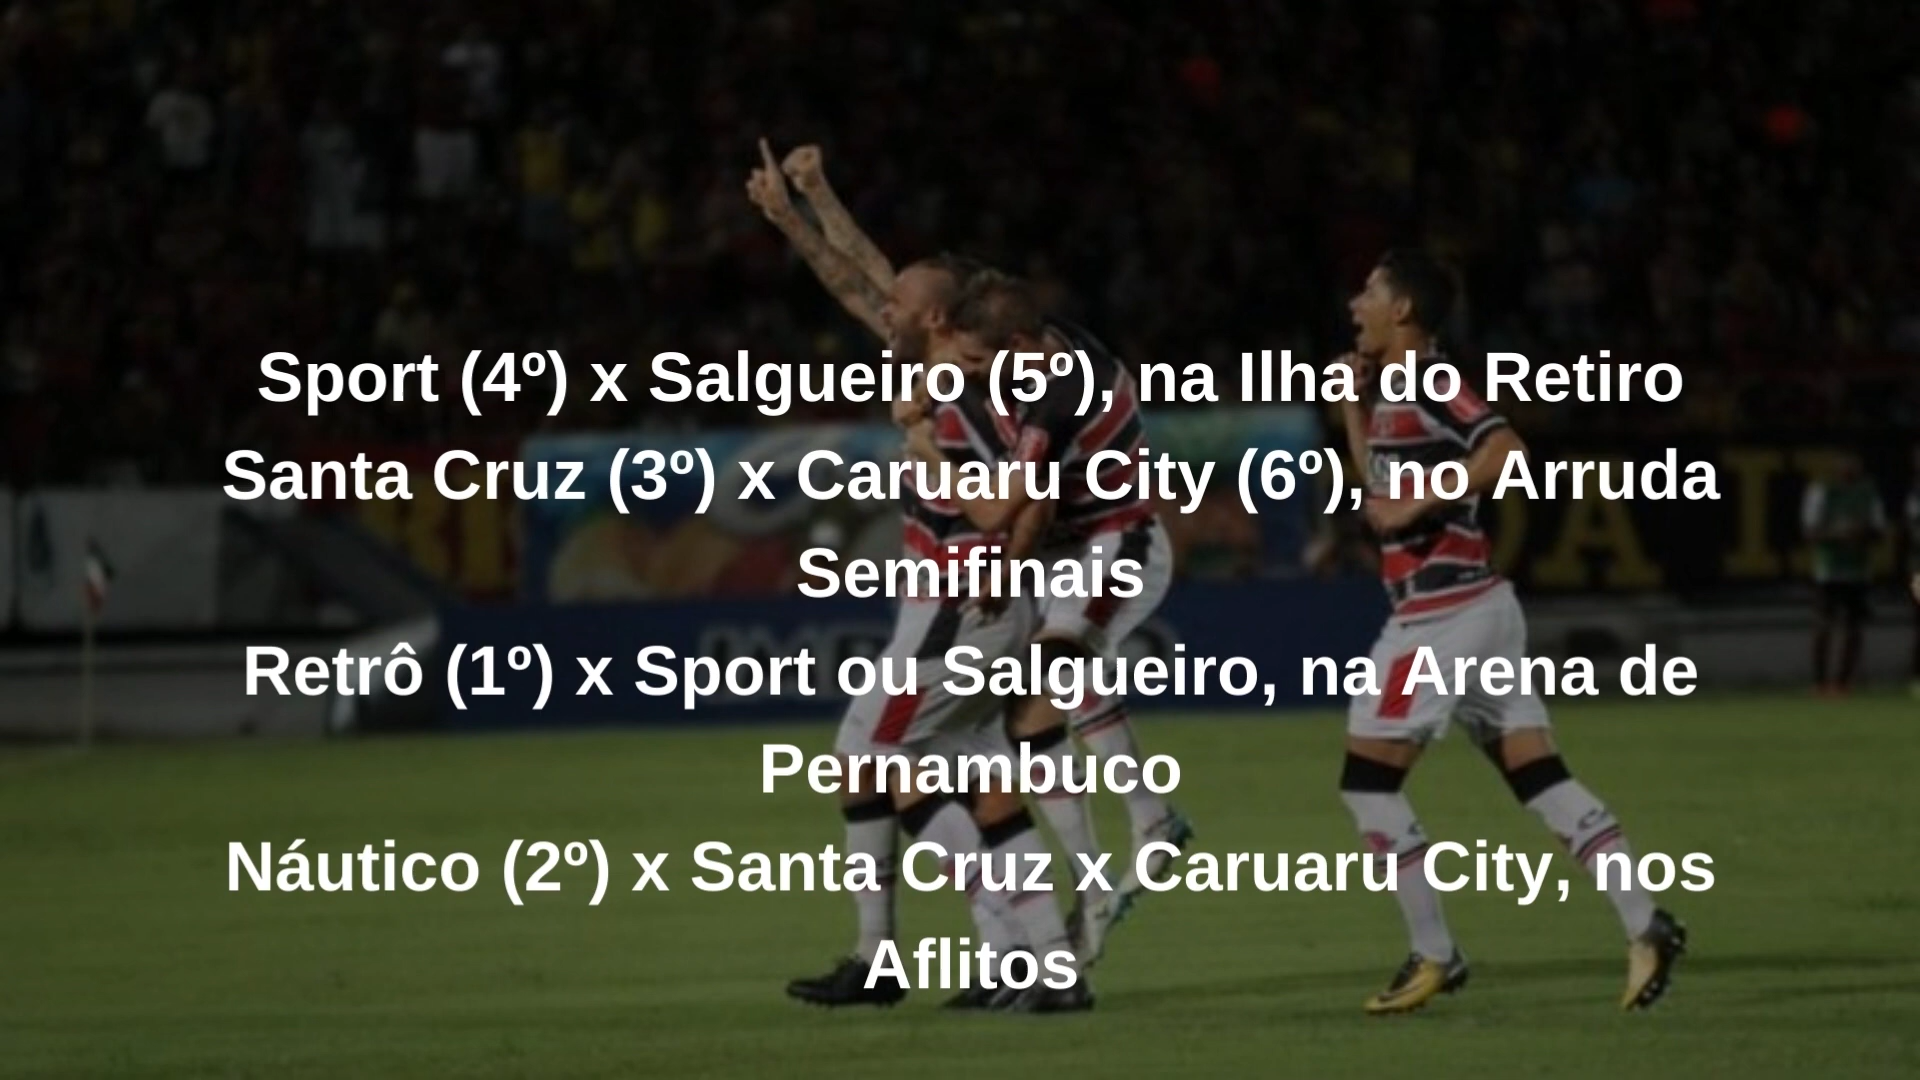 Sport (4º) x Salgueiro (5º), na Ilha do Retiro
Santa Cruz (3º) x Caruaru City (6º), no Arruda
Semifinais
Retrô (1º) x Sport ou Salgueiro, na Arena de
Pernambuco
Náutico (2º) x Santa Cruz x Caruaru City, nos
Aflitos